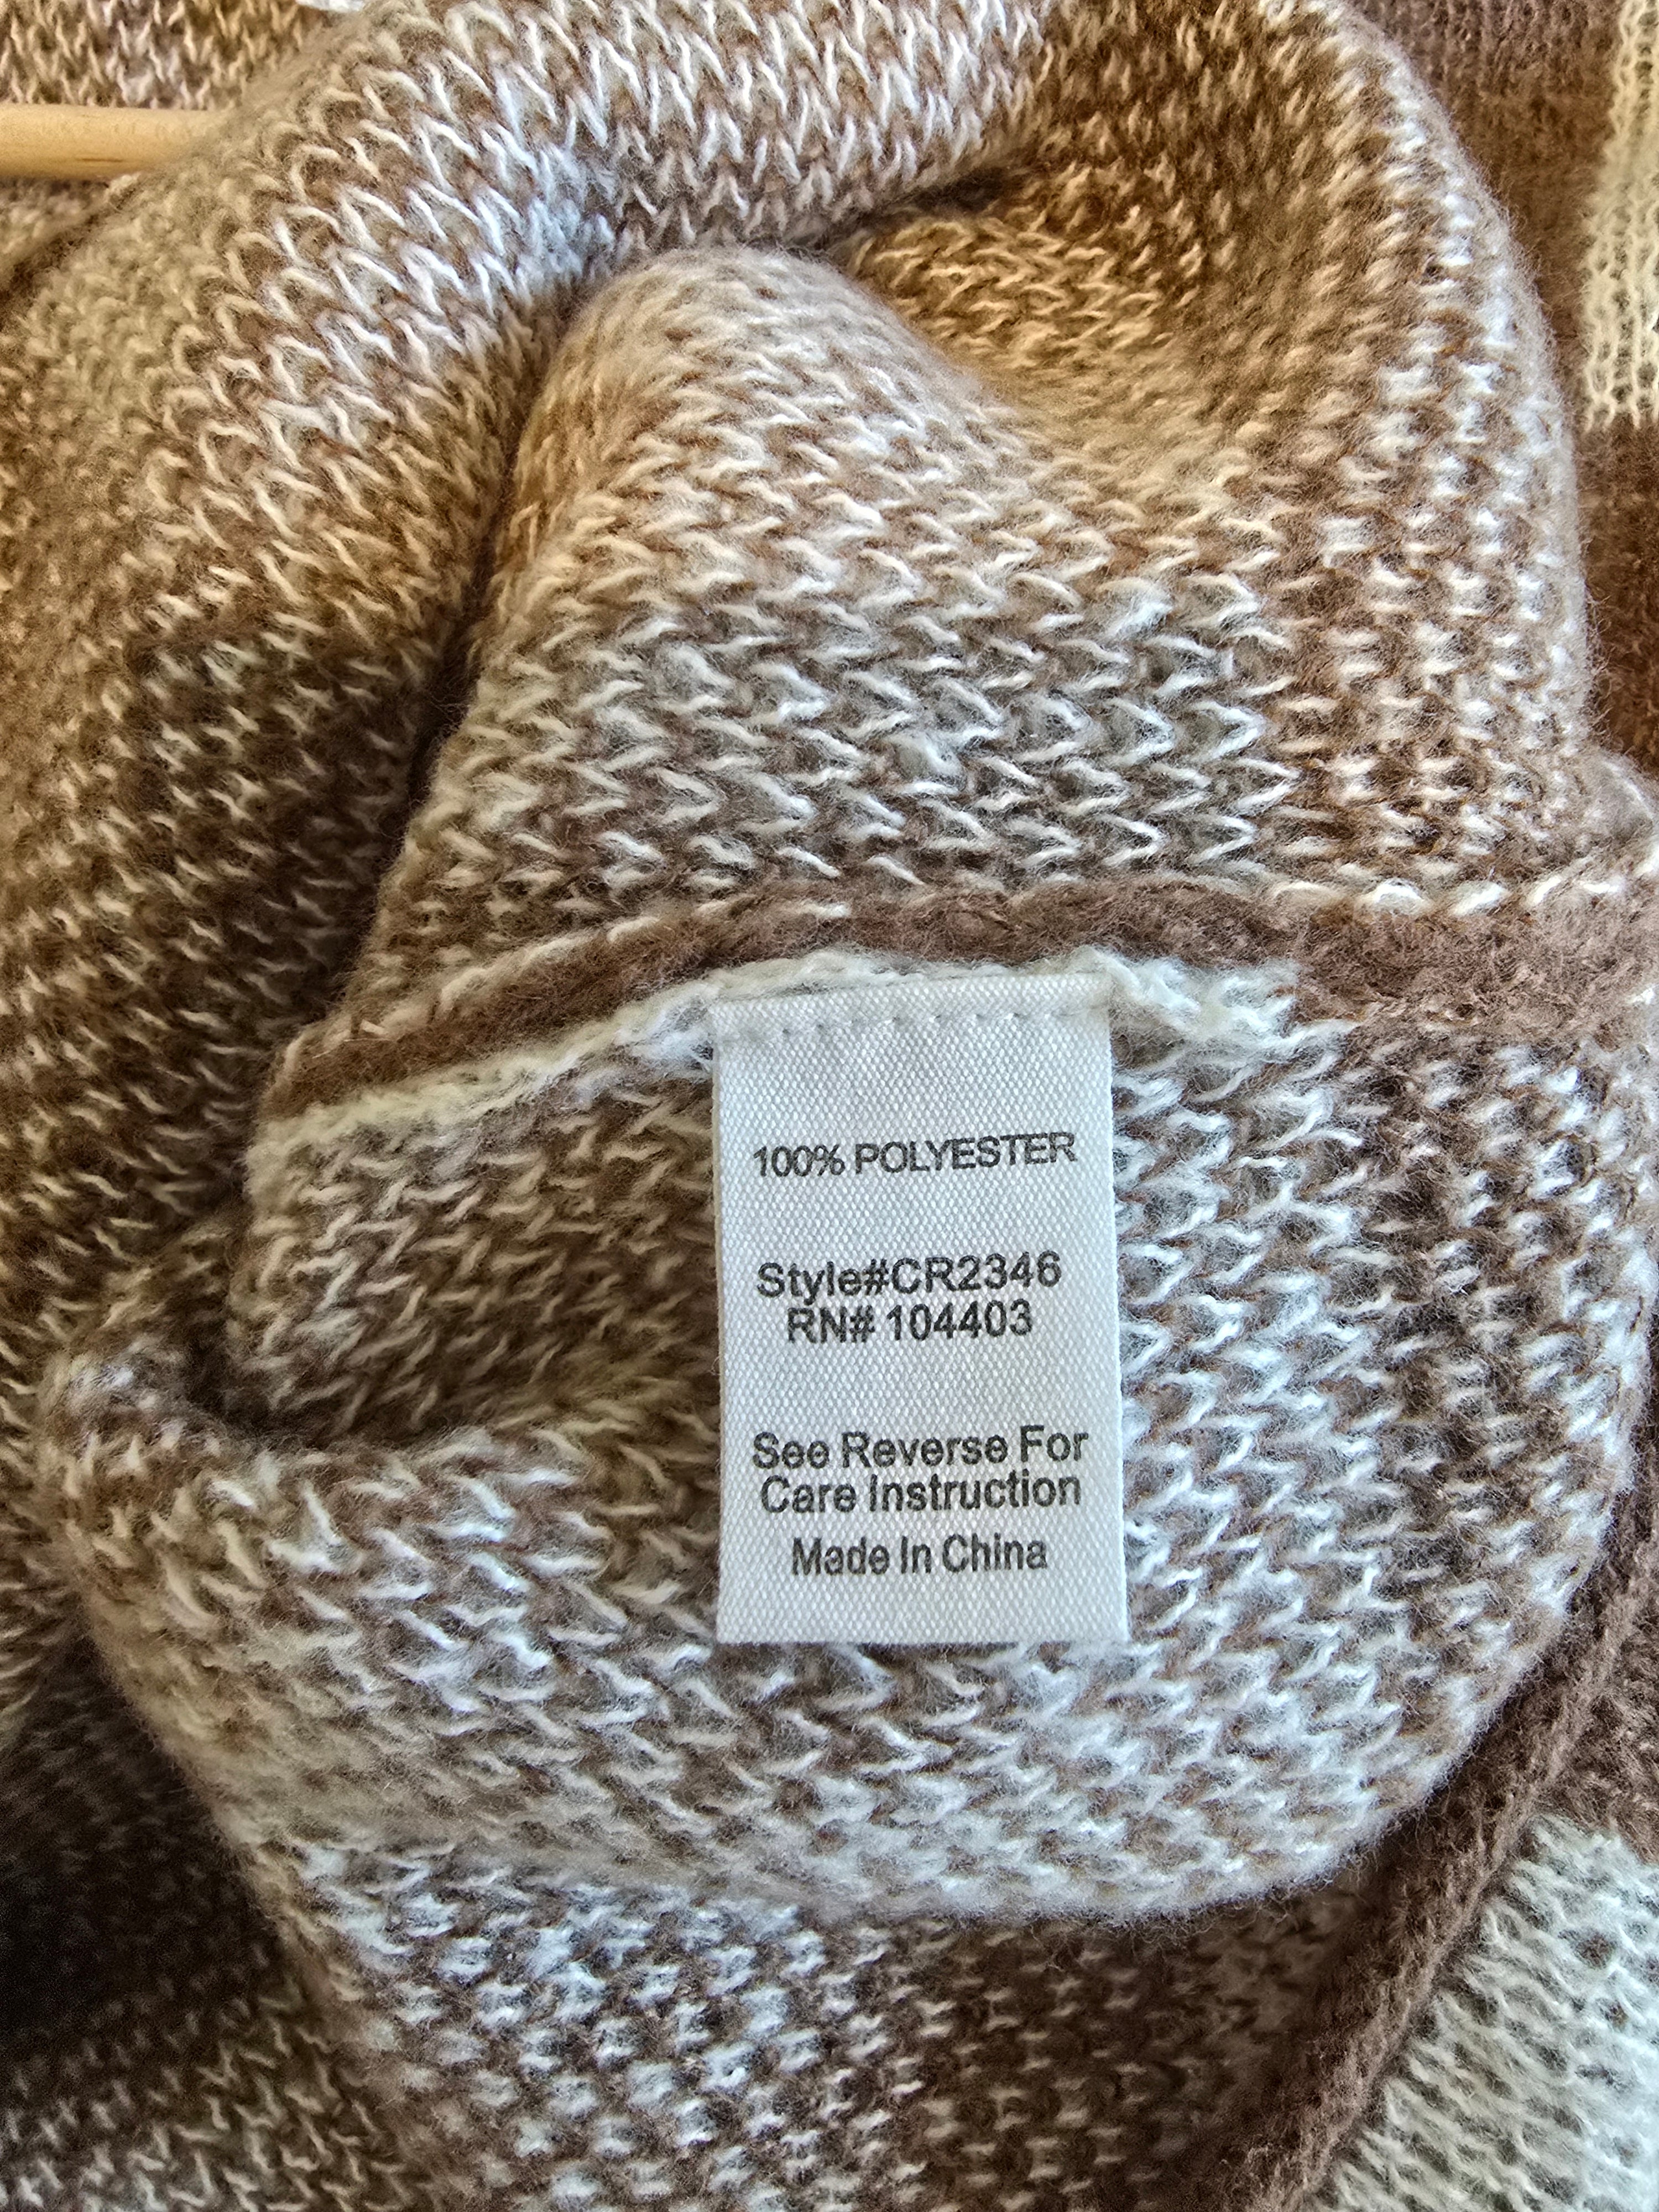 100% POLYESTER
Style#CR2346
RN# 104403
See Reverse For
Care Instruction
Made In China